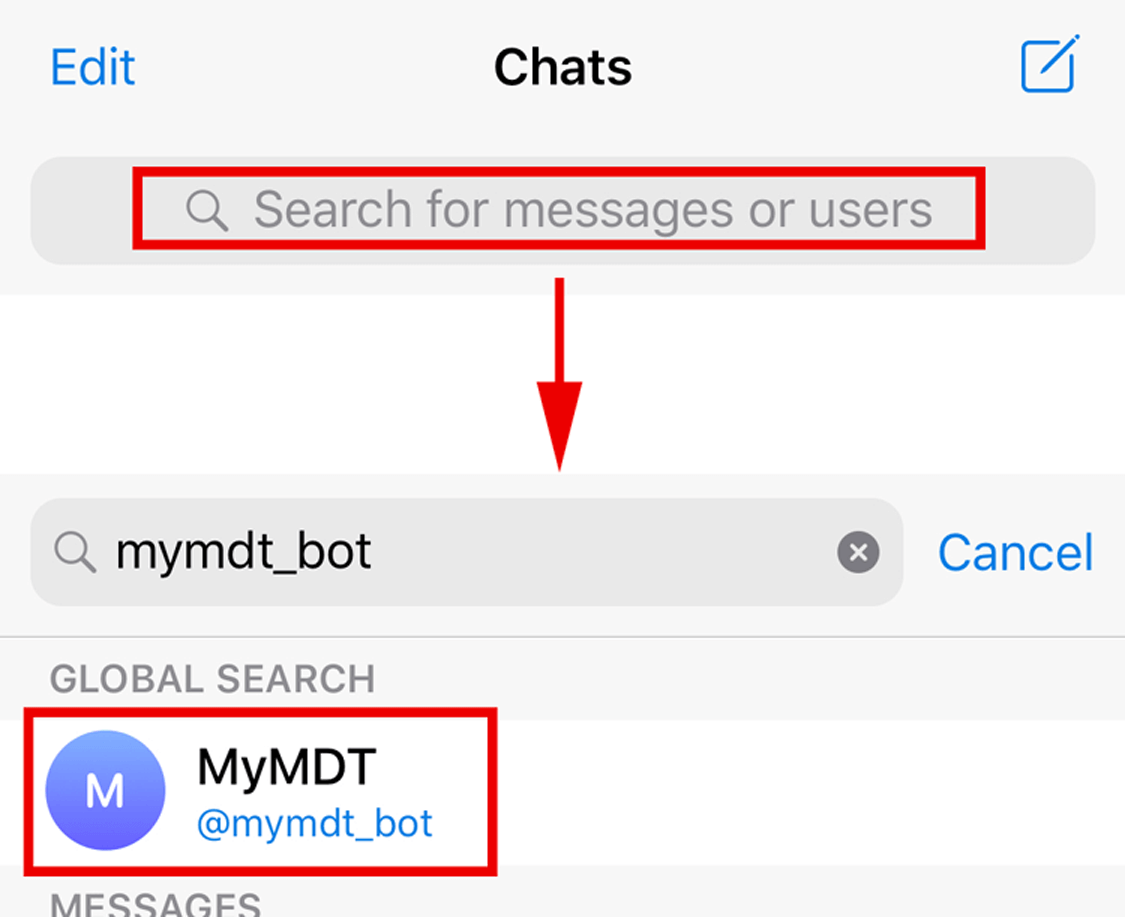 Edit Chats
Search for messages or users
mymdt_bot Cancel
GLOBAL SEARCH
M
MyMDT
@mymdt_bot
MESSAGES